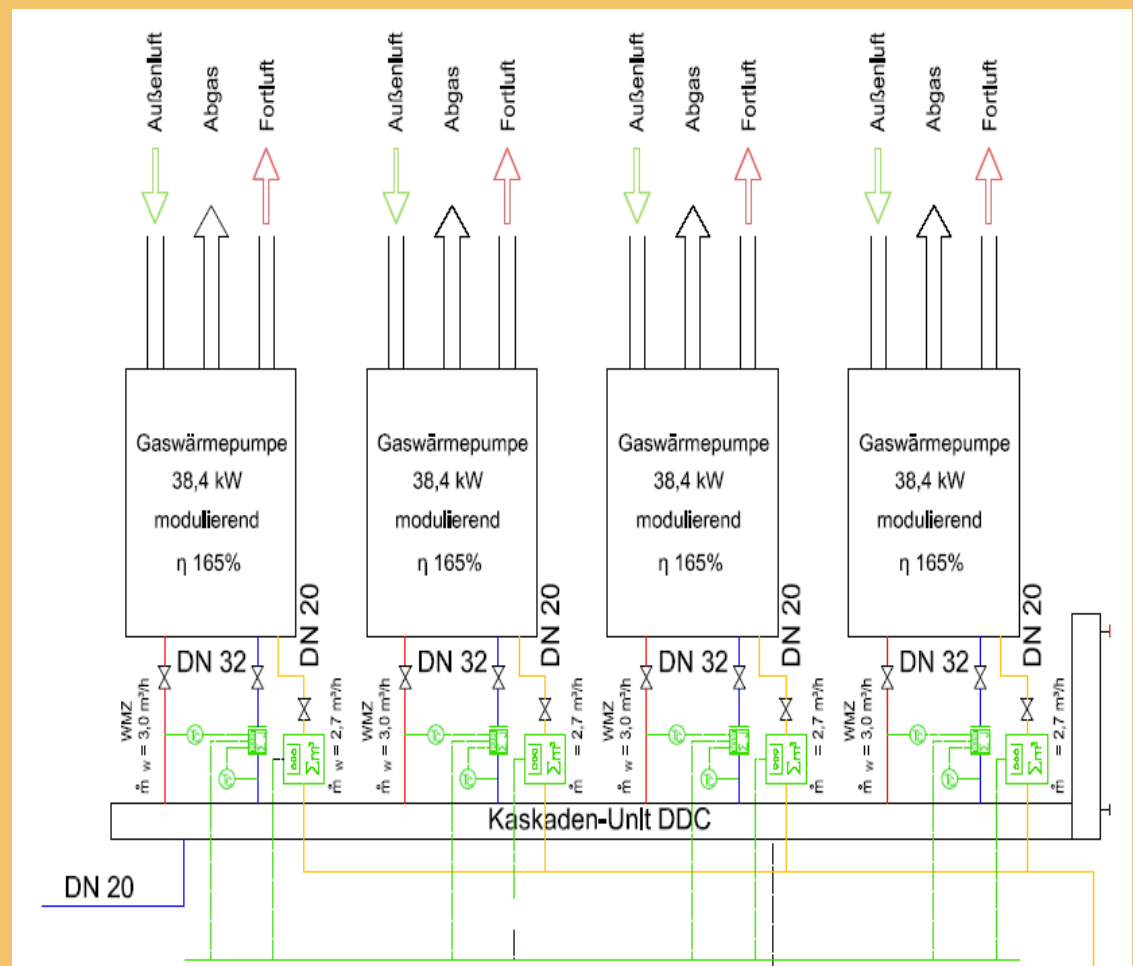 Außenluft
Abgas
Fortluft
Außenluft
Abgas
Fortluft
Außenluft
Abgas
Fortluft
Außenluft
Abgas
Fortluft
Gaswärmepumpe
38,4 kW
modulierend
η 165%
Gaswärmepumpe
38,4 kW
modulierend
η 165%
Gaswärmepumpe
38,4 kW
modulierend
η 165%
Gaswärmepumpe
38,4 kW
modulierend
η 165%
DN 32
DN 20
DN 32
DN 20
DN 32
DN 20
DN 32
DN 20
WMZ
m̊ w = 3,0 m³/h
Σm³
m̊ w = 2,7 m³/h
WMZ
m̊ w = 3,0 m³/h
Σm³
m̊ = 2,7 m³/h
WMZ
m̊ w = 3,0 m³/h
Σm³
m̊ = 2,7 m³/h
WMZ
m̊ w = 3,0 m³/h
Σm³
m̊ = 2,7 m³/h
Kaskaden-Unit DDC
DN 20